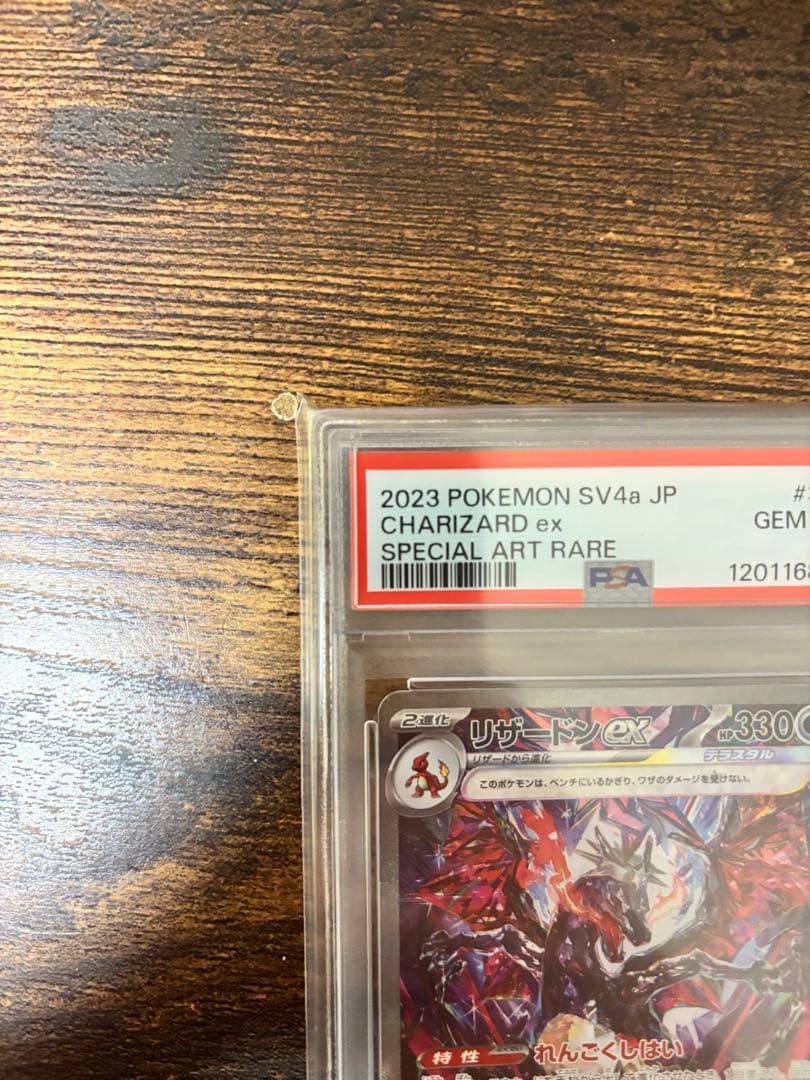 2023 POKEMON SV4a JP
CHARIZARD ex GEM
SPECIAL ART RARE
PSA 120116
2進化 リザードンex HP330
リザードから進化 テラスタル
このポケモンは、ベンチにいるかぎり、ワザのダメージを受けない。
特性 れんごくしはい